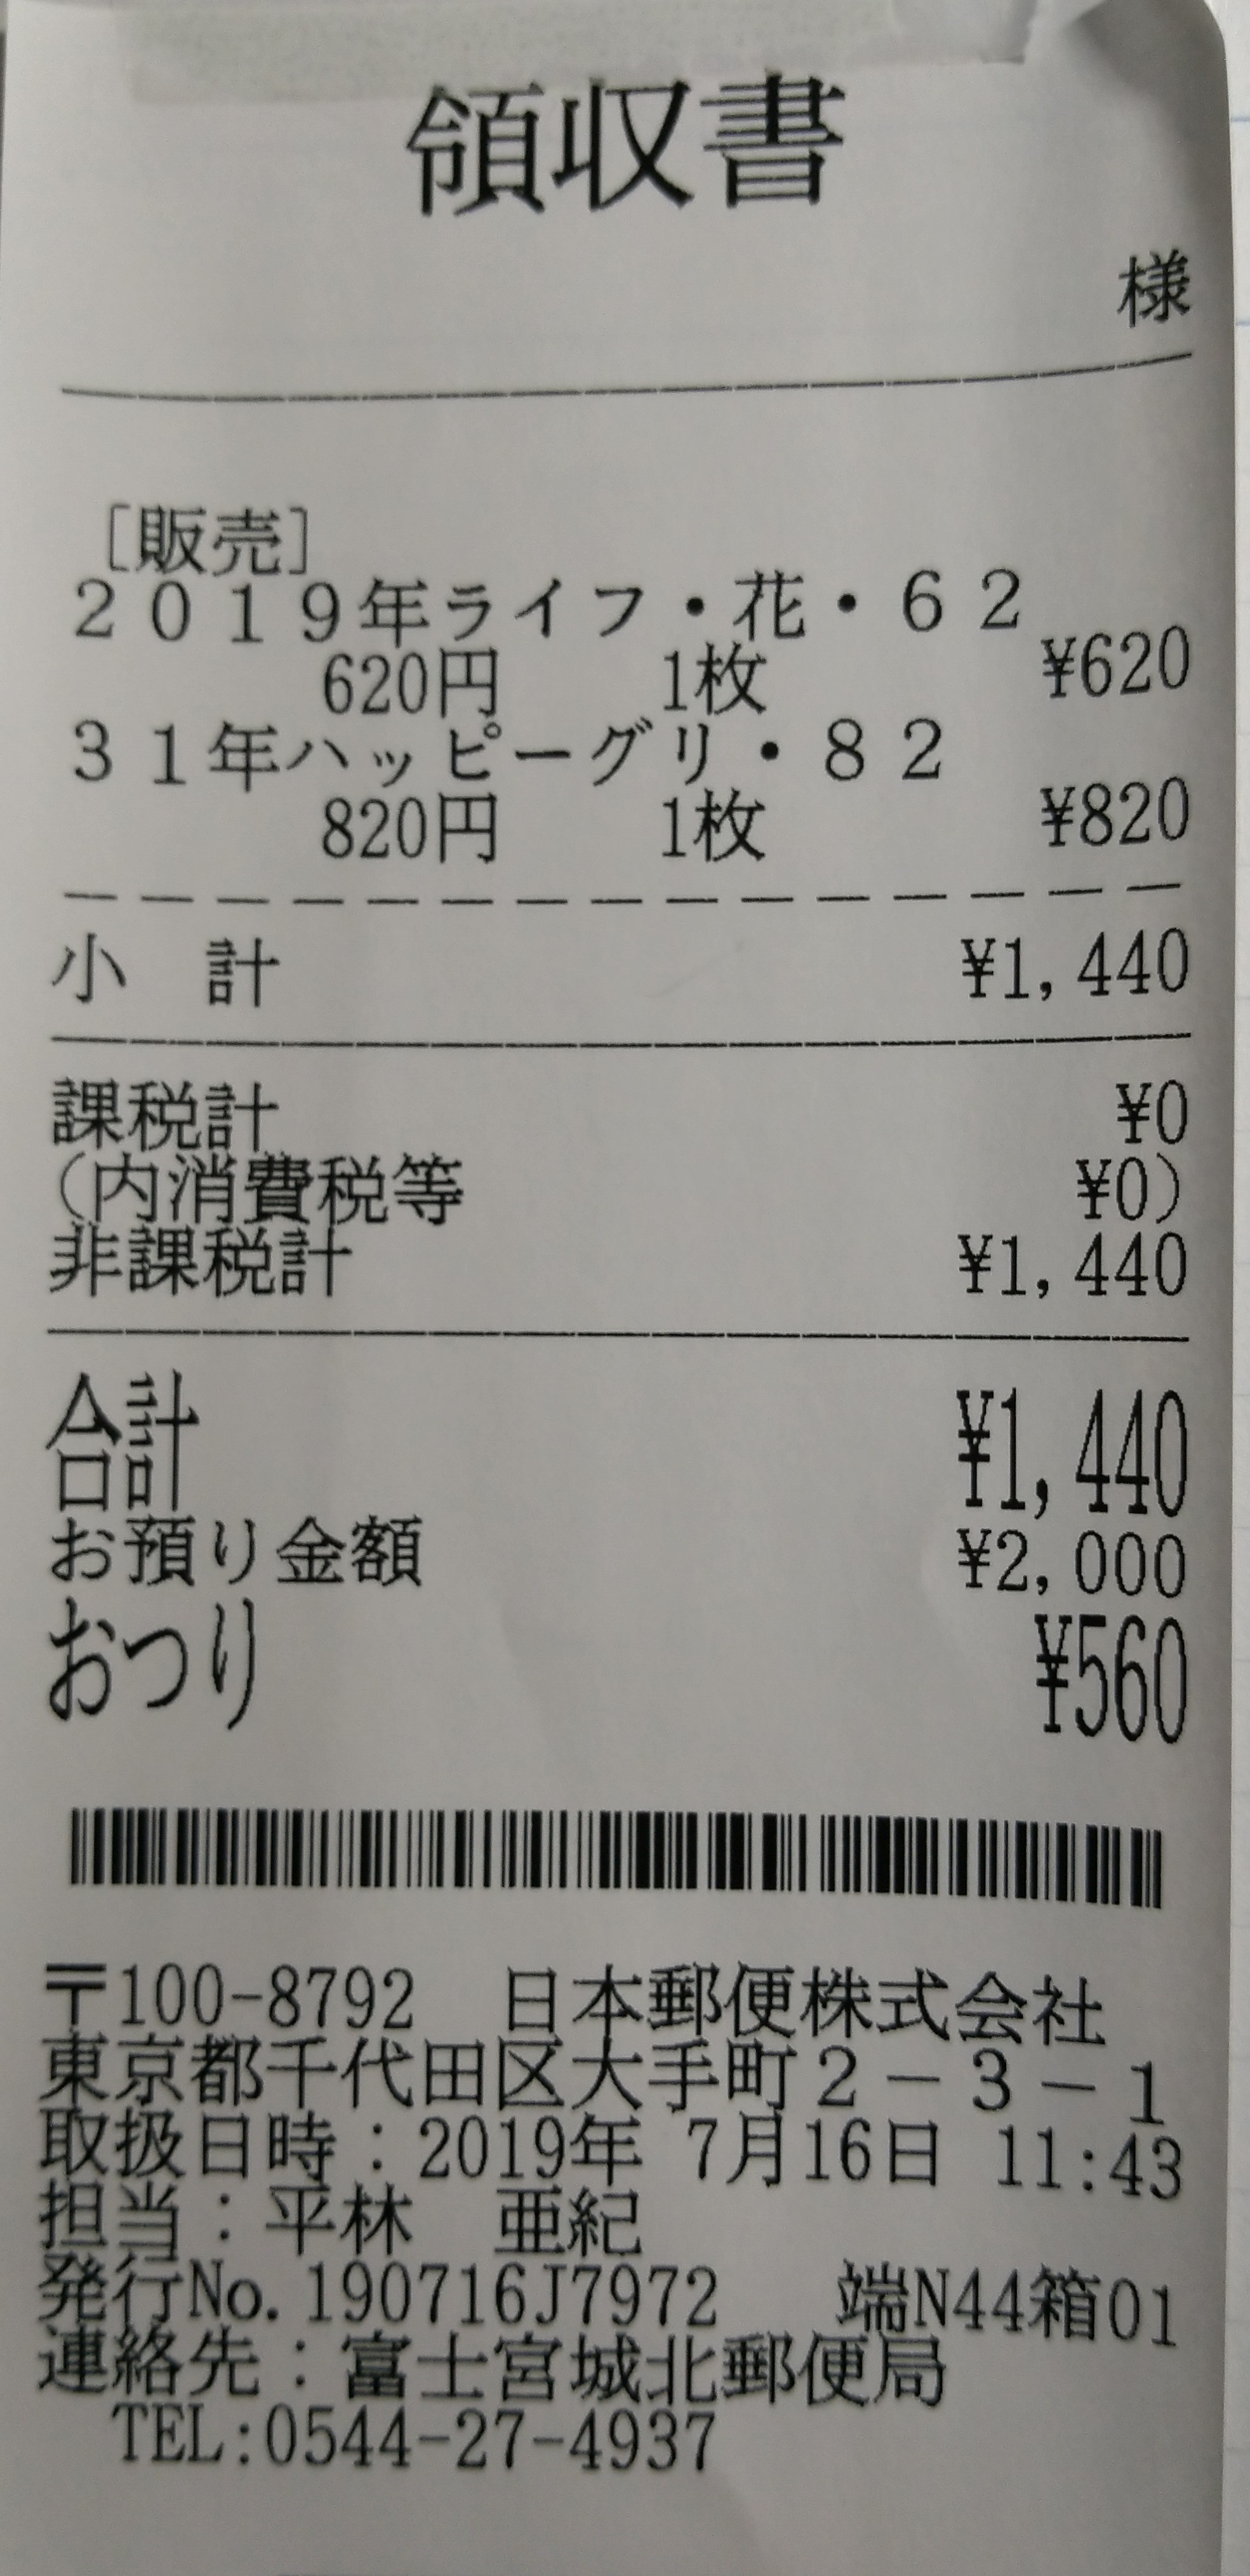 領収書
様
［販売］
２０１９年ライフ・花・６２
620円 1枚 ¥620
３１年ハッピーグリ・８２
820円 1枚 ¥820
小　計 ¥1,440
課税計 ¥0
（内消費税等 ¥0）
非課税計 ¥1,440
合計 ¥1,440
お預り金額 ¥2,000
おつり ¥560
〒100-8792　日本郵便株式会社
東京都千代田区大手町２－３－１
取扱日時：2019年 7月16日 11:43
担当：平林　亜紀
発行No.190716J7972 端N44箱01
連絡先：富士宮城北郵便局
TEL:0544-27-4937